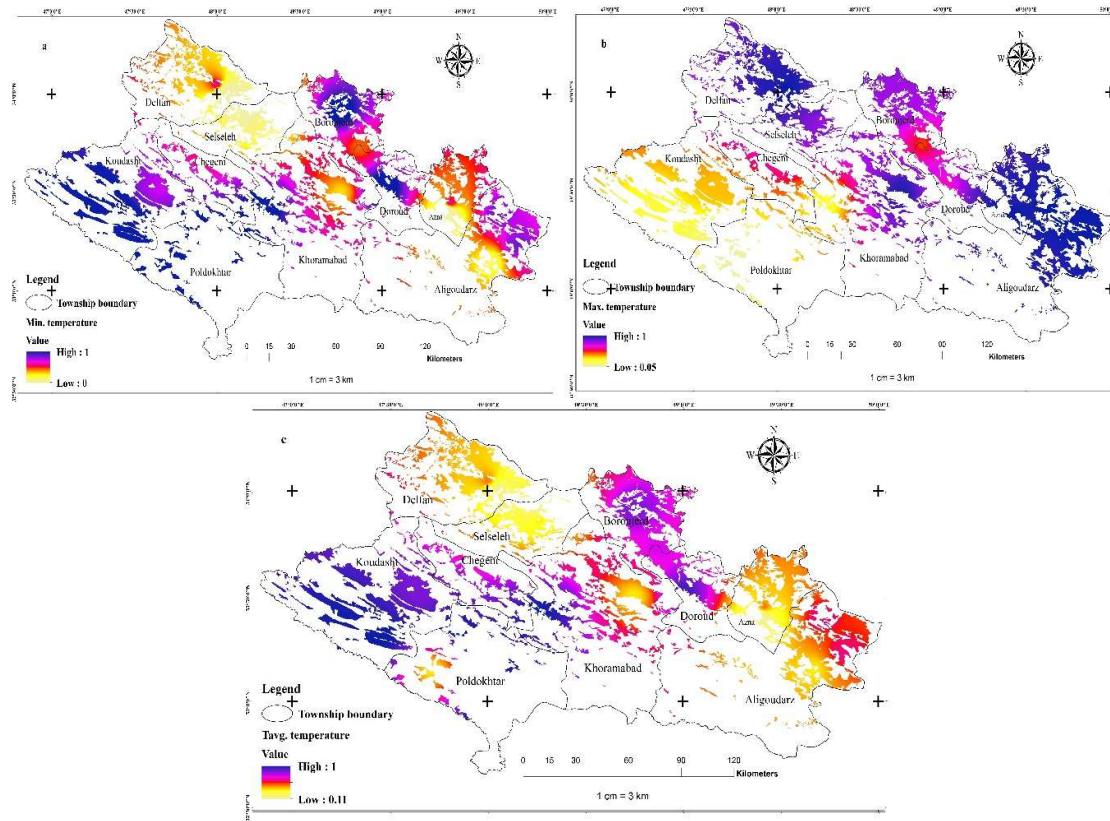 a
N
W
E
S
Delfan
Selseleh
Boronjerd
Koudasht
Chegeni
Doroud
Azna
Poldokhtar
Khoramabad
Aligoudarz
Legend
Township boundary
Min. temperature
Value
High : 1
Low : 0
0 15 30 60 90 120
Kilometers
1 cm = 3 km
b
N
W
E
S
Delfan
Selseleh
Boronjerd
Koudasht
Chegeni
Doroud
Poldokhtar
Khoramabad
Aligoudarz
Legend
Township boundary
Max. temperature
Value
High : 1
Low : 0.05
0 15 30 60 90 120
Kilometers
1 cm = 3 km
c
N
W
E
S
Delfan
Selseleh
Boronjerd
Koudasht
Chegeni
Doroud
Azna
Poldokhtar
Khoramabad
Aligoudarz
Legend
Township boundary
Tavg. temperature
Value
High : 1
Low : 0.11
0 15 30 60 90 120
Kilometers
1 cm = 3 km